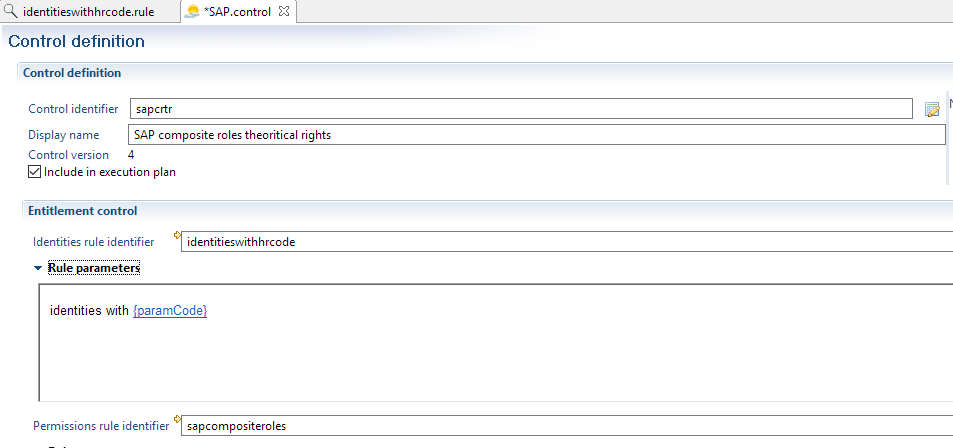 identitieswithhrcode.rule
*SAP.control
Control definition
Control definition
Control identifier sapcrtr
Display name SAP composite roles theoritical rights
Control version 4
Include in execution plan
Entitlement control
Identities rule identifier identitieswithhrcode
Rule parameters
identities with {paramCode}
Permissions rule identifier sapcompositeroles